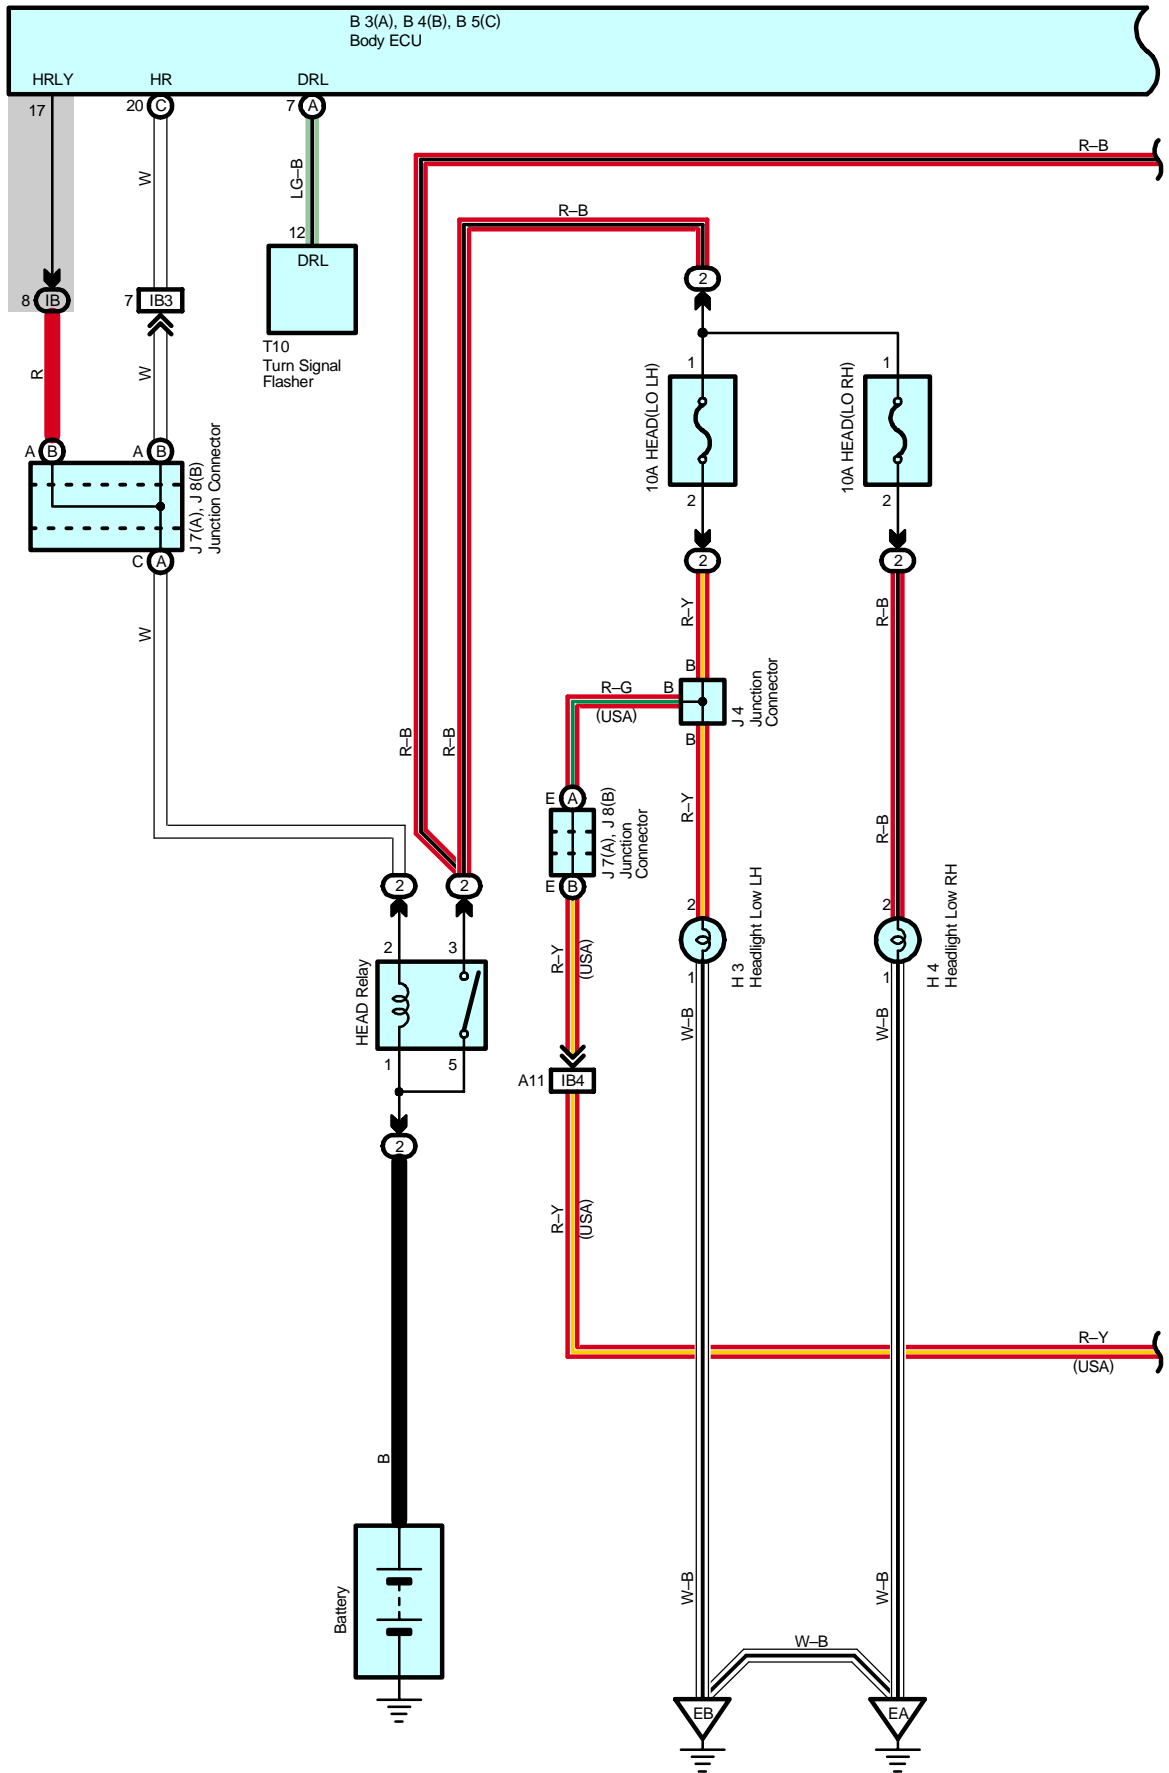 B 3(A), B 4(B), B 5(C)
Body ECU
HRLY
HR
DRL
17
20
C
7
A
R–B
W
LG–B
R–B
12
DRL
2
8
IB
7
IB3
T10
Turn Signal
Flasher
R
W
1
1
10A HEAD(LO LH)
10A HEAD(LO RH)
A
B
A
B
J 7(A), J 8(B)
Junction Connector
2
2
C
A
2
2
W
R–Y
R–B
B
R–G
B
(USA)
J 4
Junction
Connector
B
R–B
R–B
E
A
J 7(A), J 8(B)
Junction
Connector
R–Y
R–B
2
2
E
B
2
2
2
3
HEAD Relay
R–Y
(USA)
H 3
Headlight Low LH
H 4
Headlight Low RH
1
1
W–B
W–B
1
5
A11
IB4
2
R–Y
(USA)
R–Y
(USA)
B
Battery
W–B
W–B
W–B
EB
EA